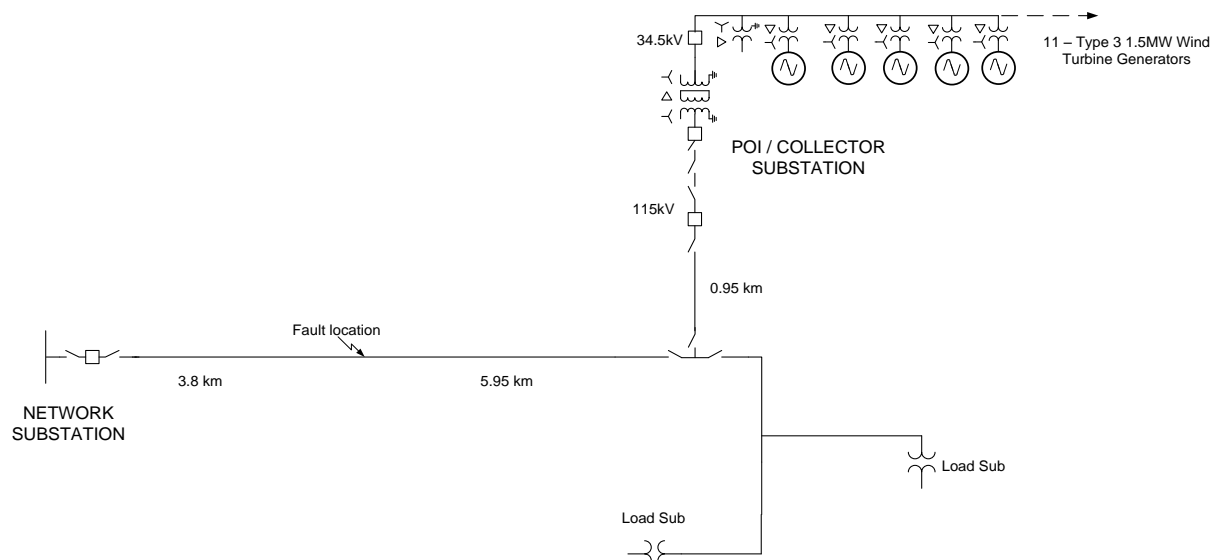 34.5kV
11 – Type 3 1.5MW Wind
Turbine Generators
POI / COLLECTOR
SUBSTATION
115kV
0.95 km
Fault location
3.8 km
5.95 km
NETWORK
SUBSTATION
Load Sub
Load Sub